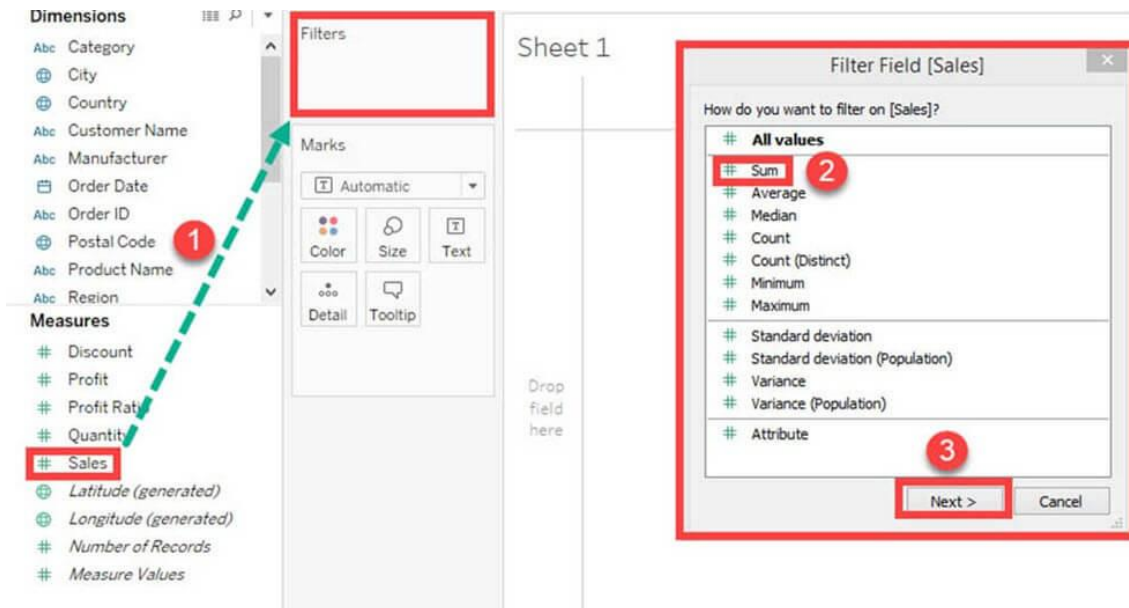 Dimensions
Abc Category
City
Country
Abc Customer Name
Abc Manufacturer
Order Date
Abc Order ID
Postal Code
1
Abc Product Name
Abc Region
Measures
# Discount
# Profit
# Profit Ratio
# Quantity
# Sales
Latitude (generated)
Longitude (generated)
# Number of Records
# Measure Values
Filters
Marks
T Automatic
Color Size Text
Detail Tooltip
Sheet 1
Drop
field
here
Filter Field [Sales]
How do you want to filter on [Sales]?
# All values
# Sum
2
# Average
# Median
# Count
# Count (Distinct)
# Minimum
# Maximum
# Standard deviation
# Standard deviation (Population)
# Variance
# Variance (Population)
# Attribute
3
Next > Cancel